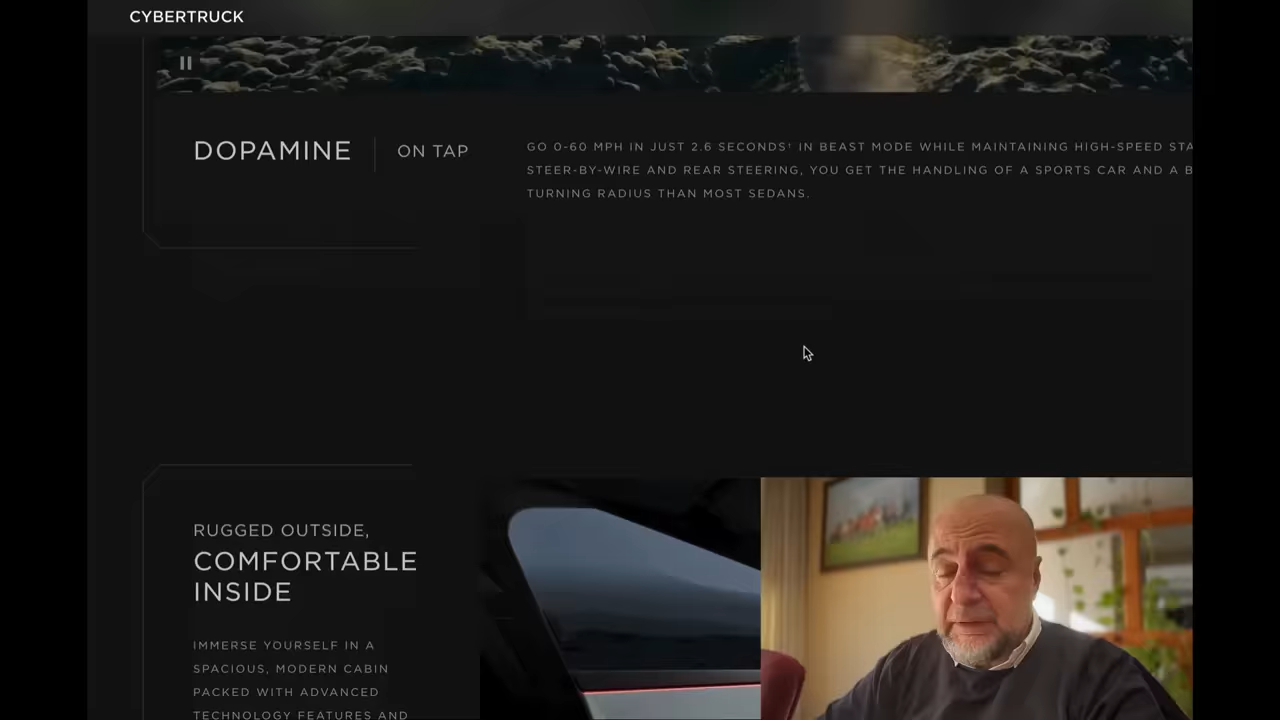 CYBERTRUCK
DOPAMINE
ON TAP
GO 0-60 MPH IN JUST 2.6 SECONDS† IN BEAST MODE WHILE MAINTAINING HIGH-SPEED
STEER-BY-WIRE AND REAR STEERING, YOU GET THE HANDLING OF A SPORTS CAR AND A
TURNING RADIUS THAN MOST SEDANS.
RUGGED OUTSIDE,
COMFORTABLE
INSIDE
IMMERSE YOURSELF IN A
SPACIOUS, MODERN CABIN
PACKED WITH ADVANCED
TECHNOLOGY FEATURES AND